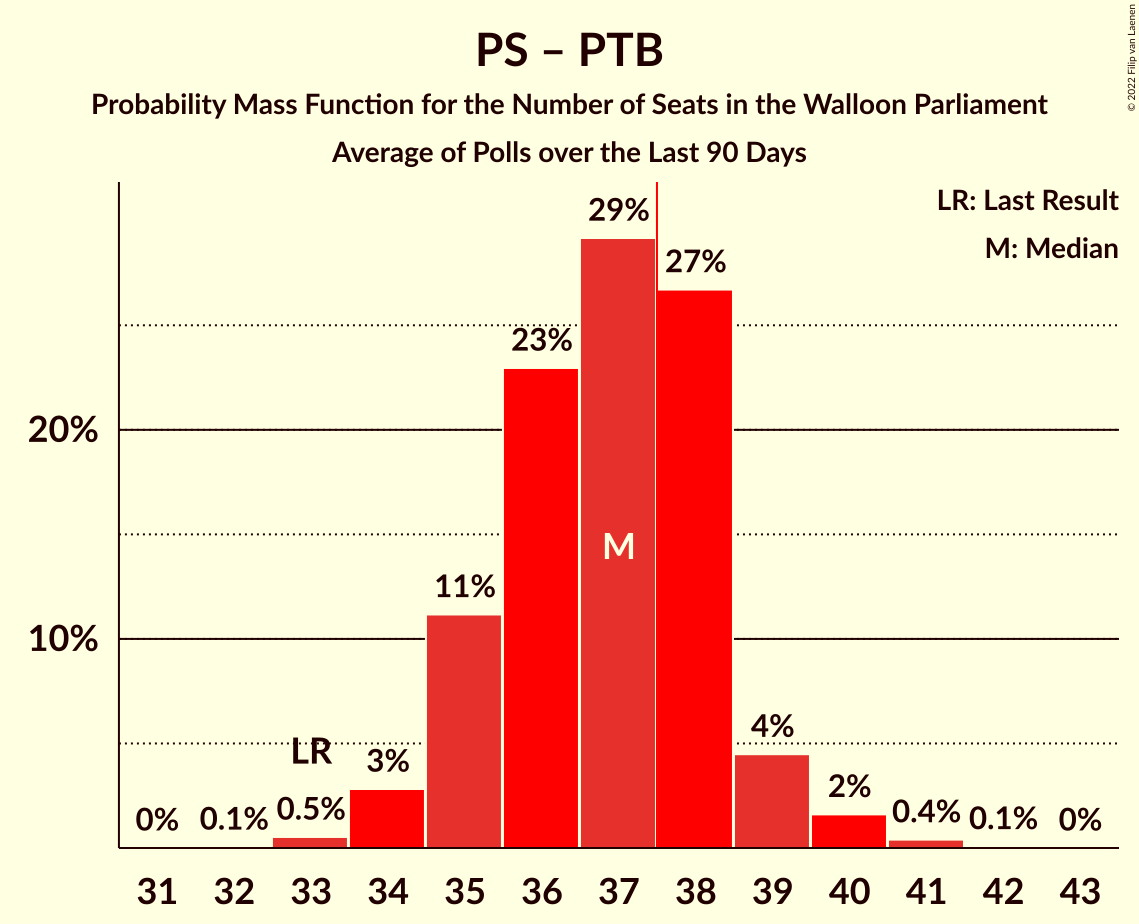 PS – PTB
Probability Mass Function for the Number of Seats in the Walloon Parliament
Average of Polls over the Last 90 Days
© 2022 Filip van Laenen
LR: Last Result
M: Median
29%
27%
23%
20%
M
11%
10%
LR
4%
3%
2%
0%
0.1%
0.5%
0.4%
0.1%
0%
31 32 33 34 35 36 37 38 39 40 41 42 43